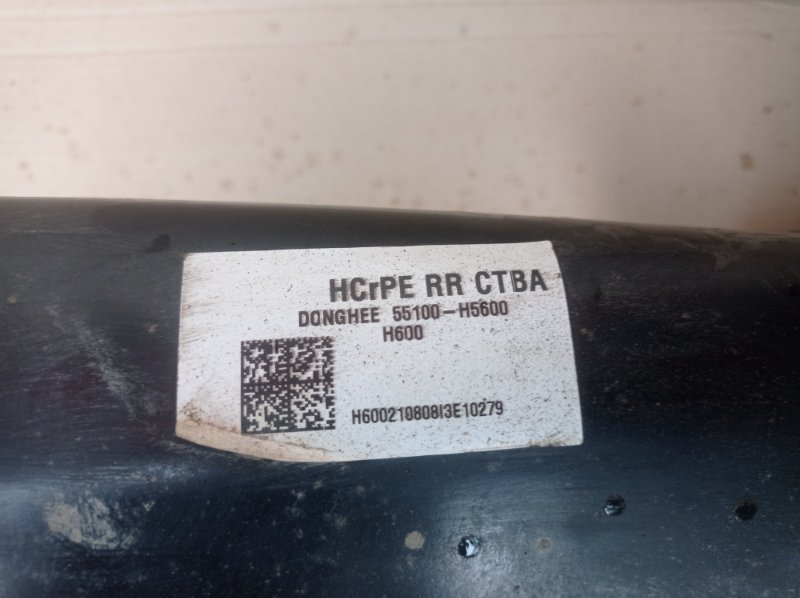 HCrPE RR CTBA
DONGHEE 55100-H5600
H600
H600210808I3E10279